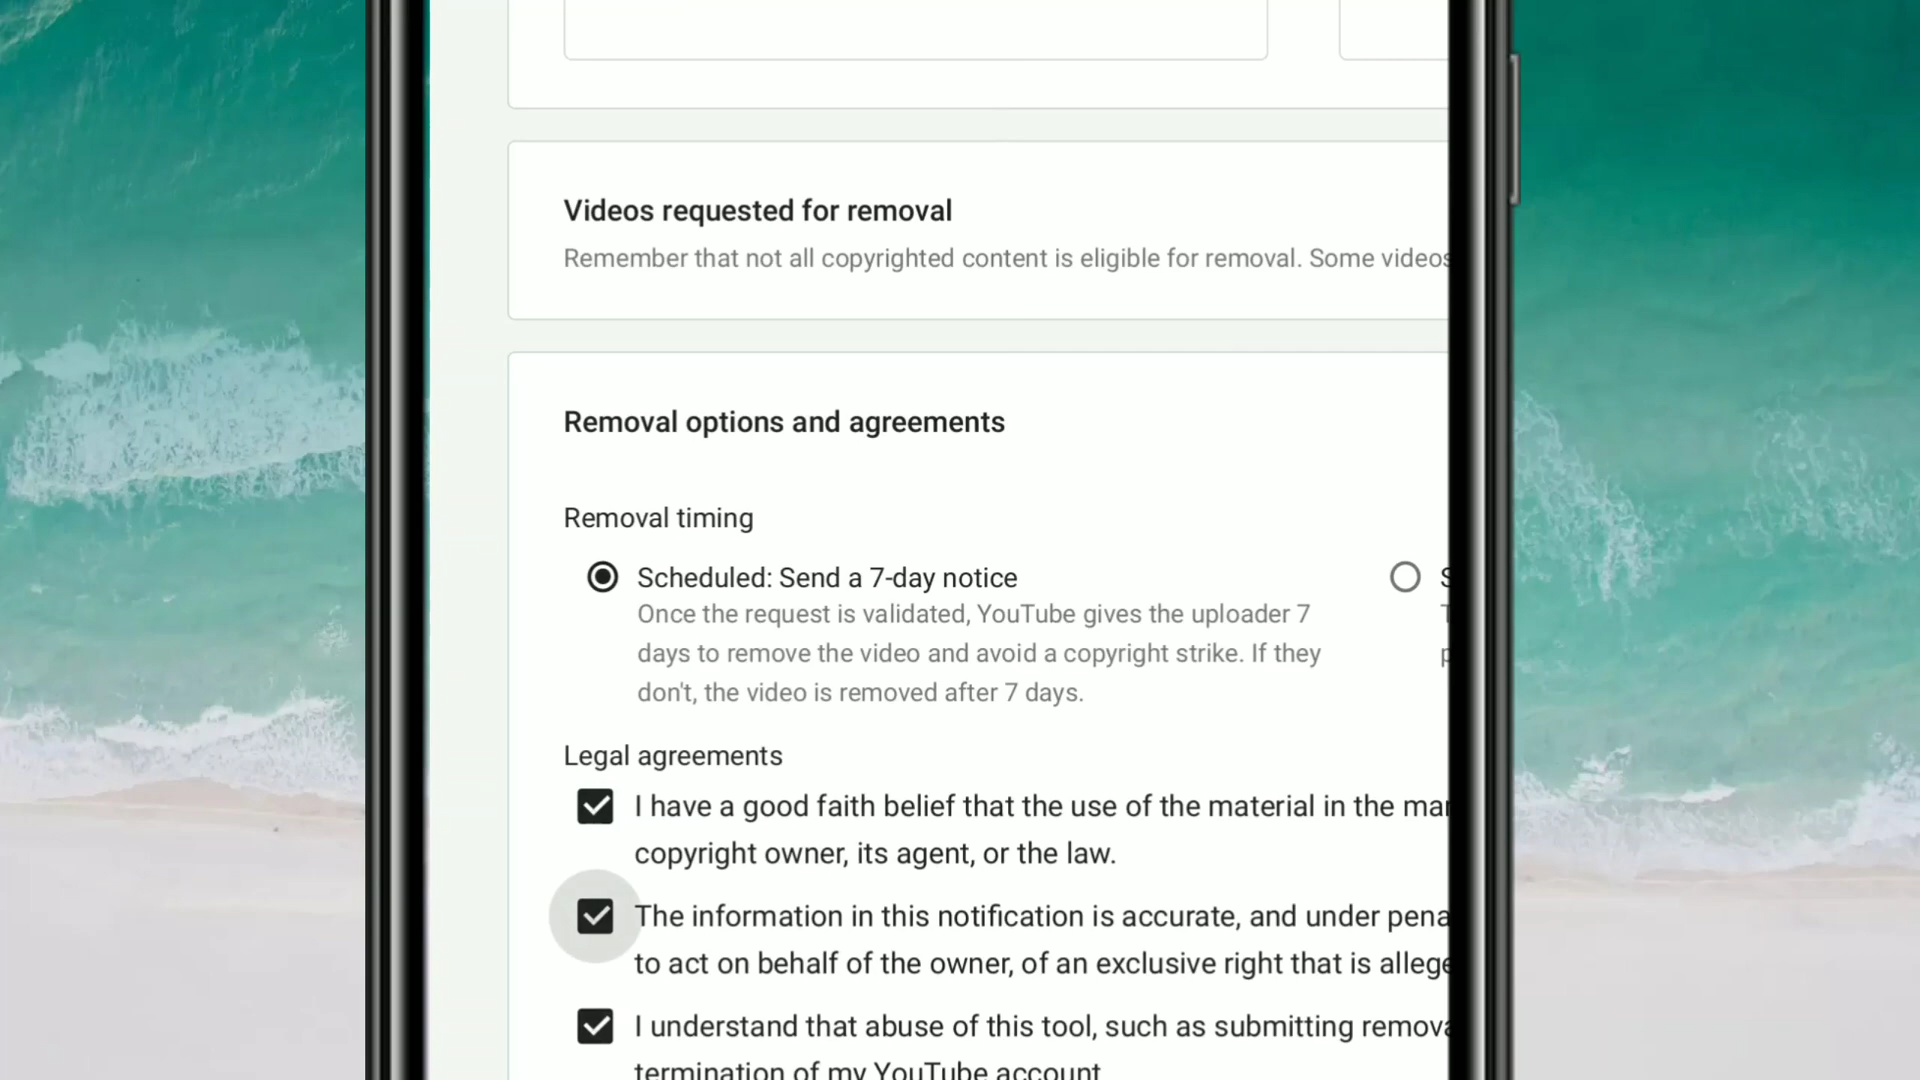 Videos requested for removal
Remember that not all copyrighted content is eligible for removal. Some videos
Removal options and agreements
Removal timing
Scheduled: Send a 7-day notice
Once the request is validated, YouTube gives the uploader 7
days to remove the video and avoid a copyright strike. If they
don't, the video is removed after 7 days.
Legal agreements
I have a good faith belief that the use of the material in the
copyright owner, its agent, or the law.
The information in this notification is accurate, and under
to act on behalf of the owner, of an exclusive right that is
I understand that abuse of this tool, such as submitting
termination of my YouTube account